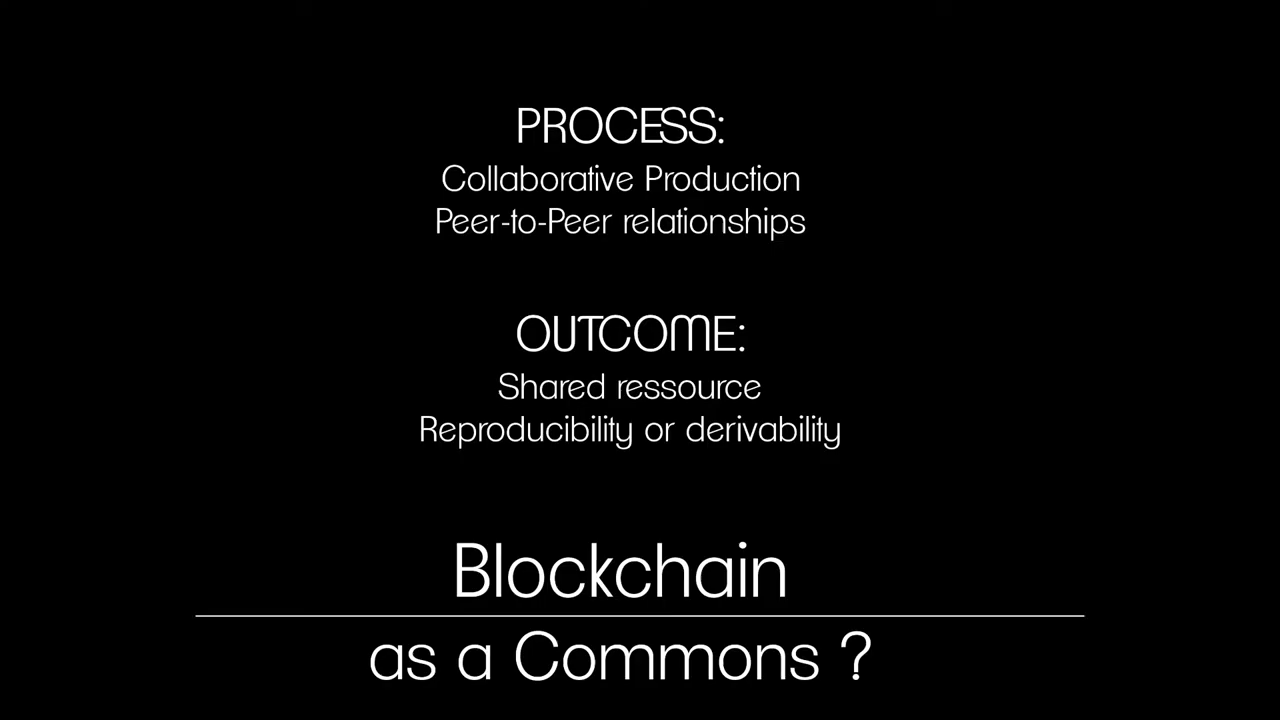 PROCESS:
Collaborative Production
Peer-to-Peer relationships
OUTCOME:
Shared ressource
Reproducibility or derivability
Blockchain
as a Commons ?